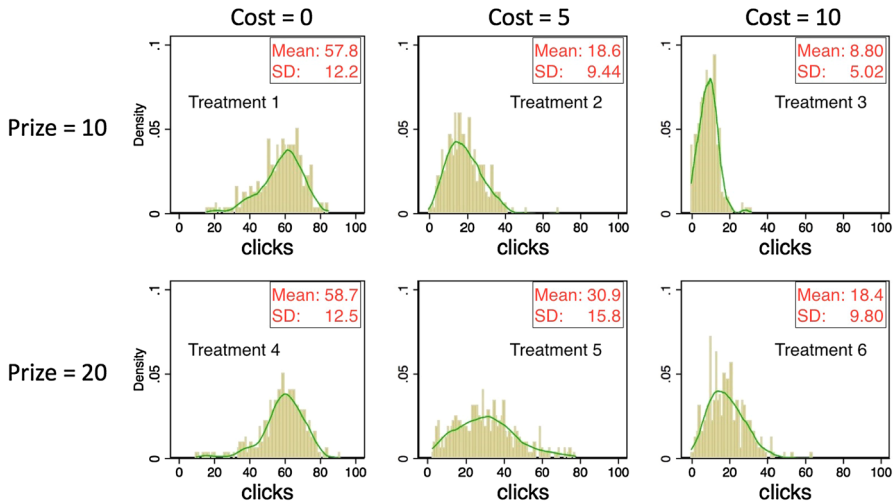 Cost = 0 Cost = 5 Cost = 10
Prize = 10
Density
.1
.05
0
Mean: 57.8
SD: 12.2
Treatment 1
0 20 40 60 80 100
clicks
.1
.05
0
Mean: 18.6
SD: 9.44
Treatment 2
0 20 40 60 80 100
clicks
.1
.05
0
Mean: 8.80
SD: 5.02
Treatment 3
0 20 40 60 80 100
clicks
Prize = 20
Density
.1
.05
0
Mean: 58.7
SD: 12.5
Treatment 4
0 20 40 60 80 100
clicks
.1
.05
0
Mean: 30.9
SD: 15.8
Treatment 5
0 20 40 60 80 100
clicks
.1
.05
0
Mean: 18.4
SD: 9.80
Treatment 6
0 20 40 60 80 100
clicks